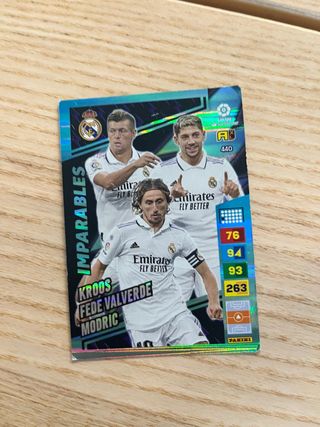 440
IMPARABLES
Emirates
FLY BETTER
Emirates
FLY BETTER
Emirates
FLY BETTER
76
94
93
263
KROOS
FEDE VALVERDE
MODRIC
PANINI